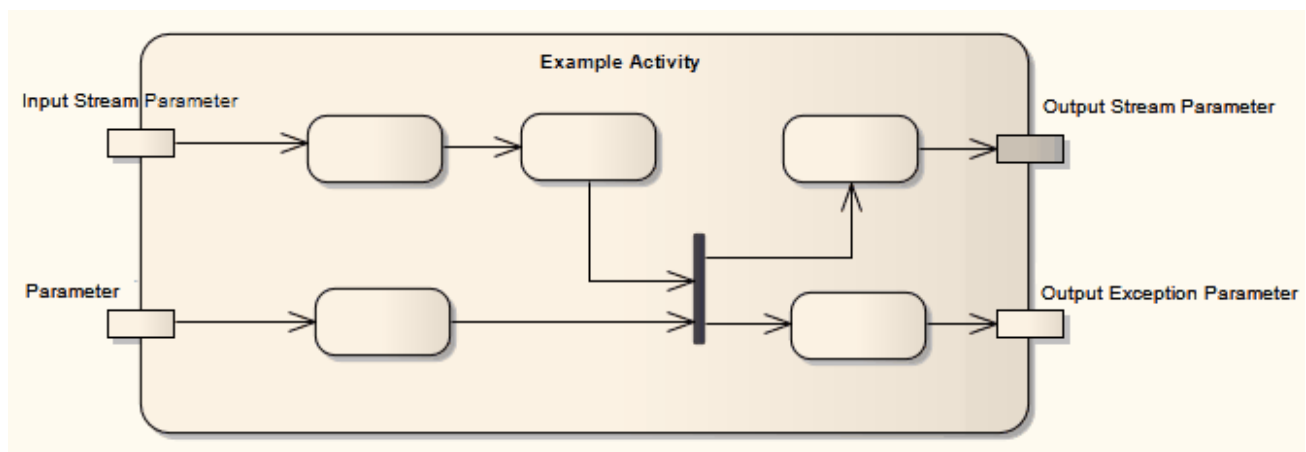 Example Activity
Input Stream Parameter
Output Stream Parameter
Parameter
Output Exception Parameter